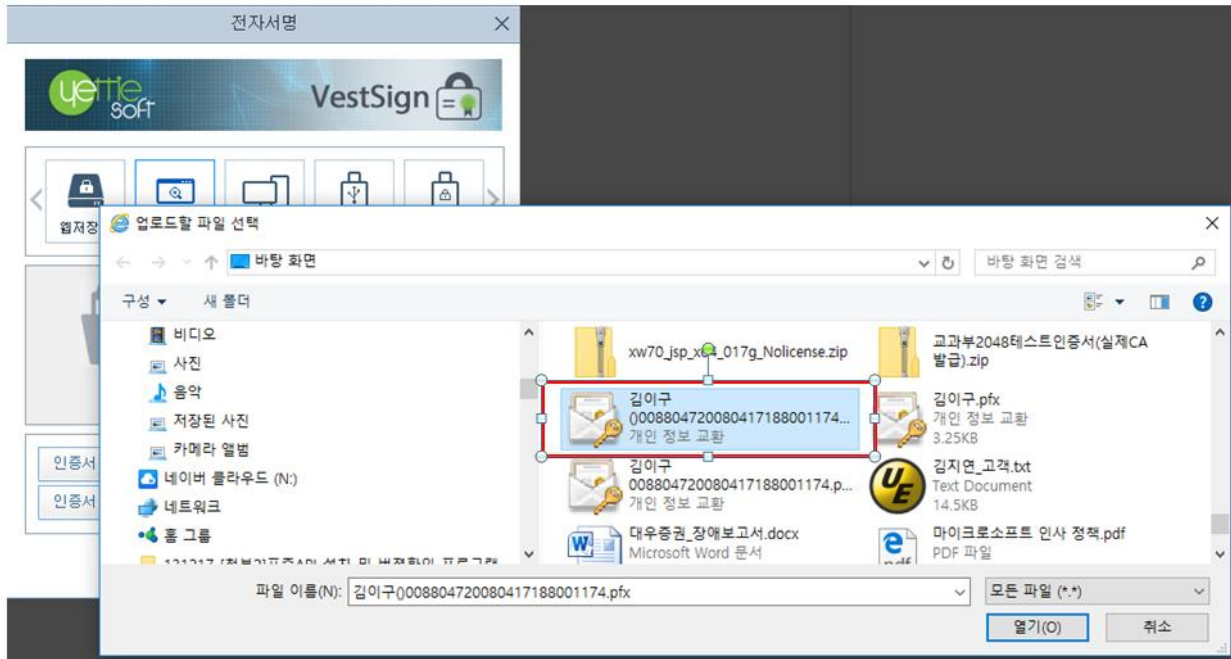 전자서명
yettie soft
VestSign
웹저장
업로드할 파일 선택
바탕 화면
바탕 화면 검색
구성
새 폴더
비디오
사진
음악
저장된 사진
카메라 앨범
네이버 클라우드 (N:)
네트워크
홈 그룹
xw70_jsp_x64_017g_Nolicense.zip
교과부2048테스트인증서(실제CA
발급).zip
김이구
()008804720080417188001174...
개인 정보 교환
김이구.pfx
개인 정보 교환
3.25KB
김이구
008804720080417188001174.p...
개인 정보 교환
김지연_고객.txt
Text Document
14.5KB
대우증권_장애보고서.docx
Microsoft Word 문서
마이크로소프트 인사 정책.pdf
PDF 파일
인증서
인증서
파일 이름(N):
김이구()008804720080417188001174.pfx
모든 파일 (*.*)
열기(O)
취소